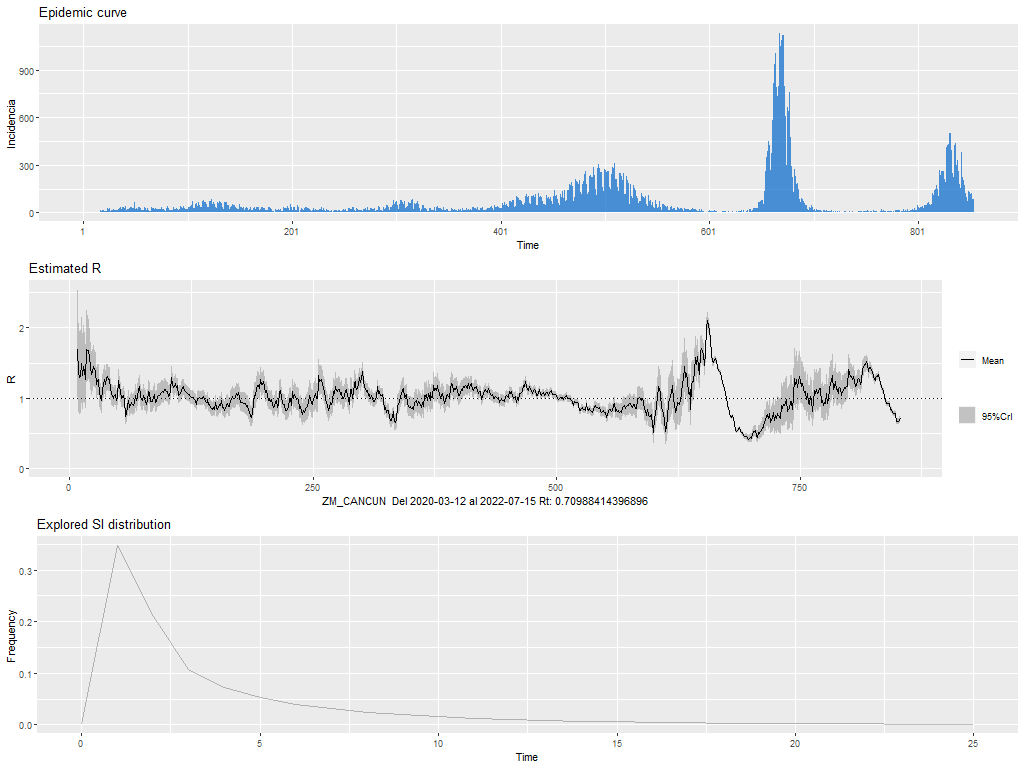 Epidemic curve
Incidencia
900
600
300
0
1
201
401
601
801
Time
Estimated R
R
2
1
0
0
250
500
750
ZM_CANCUN Del 2020-03-12 al 2022-07-15 Rt: 0.70988414396896
Mean
95%CrI
Explored SI distribution
Frequency
0.3
0.2
0.1
0.0
0
5
10
15
20
25
Time